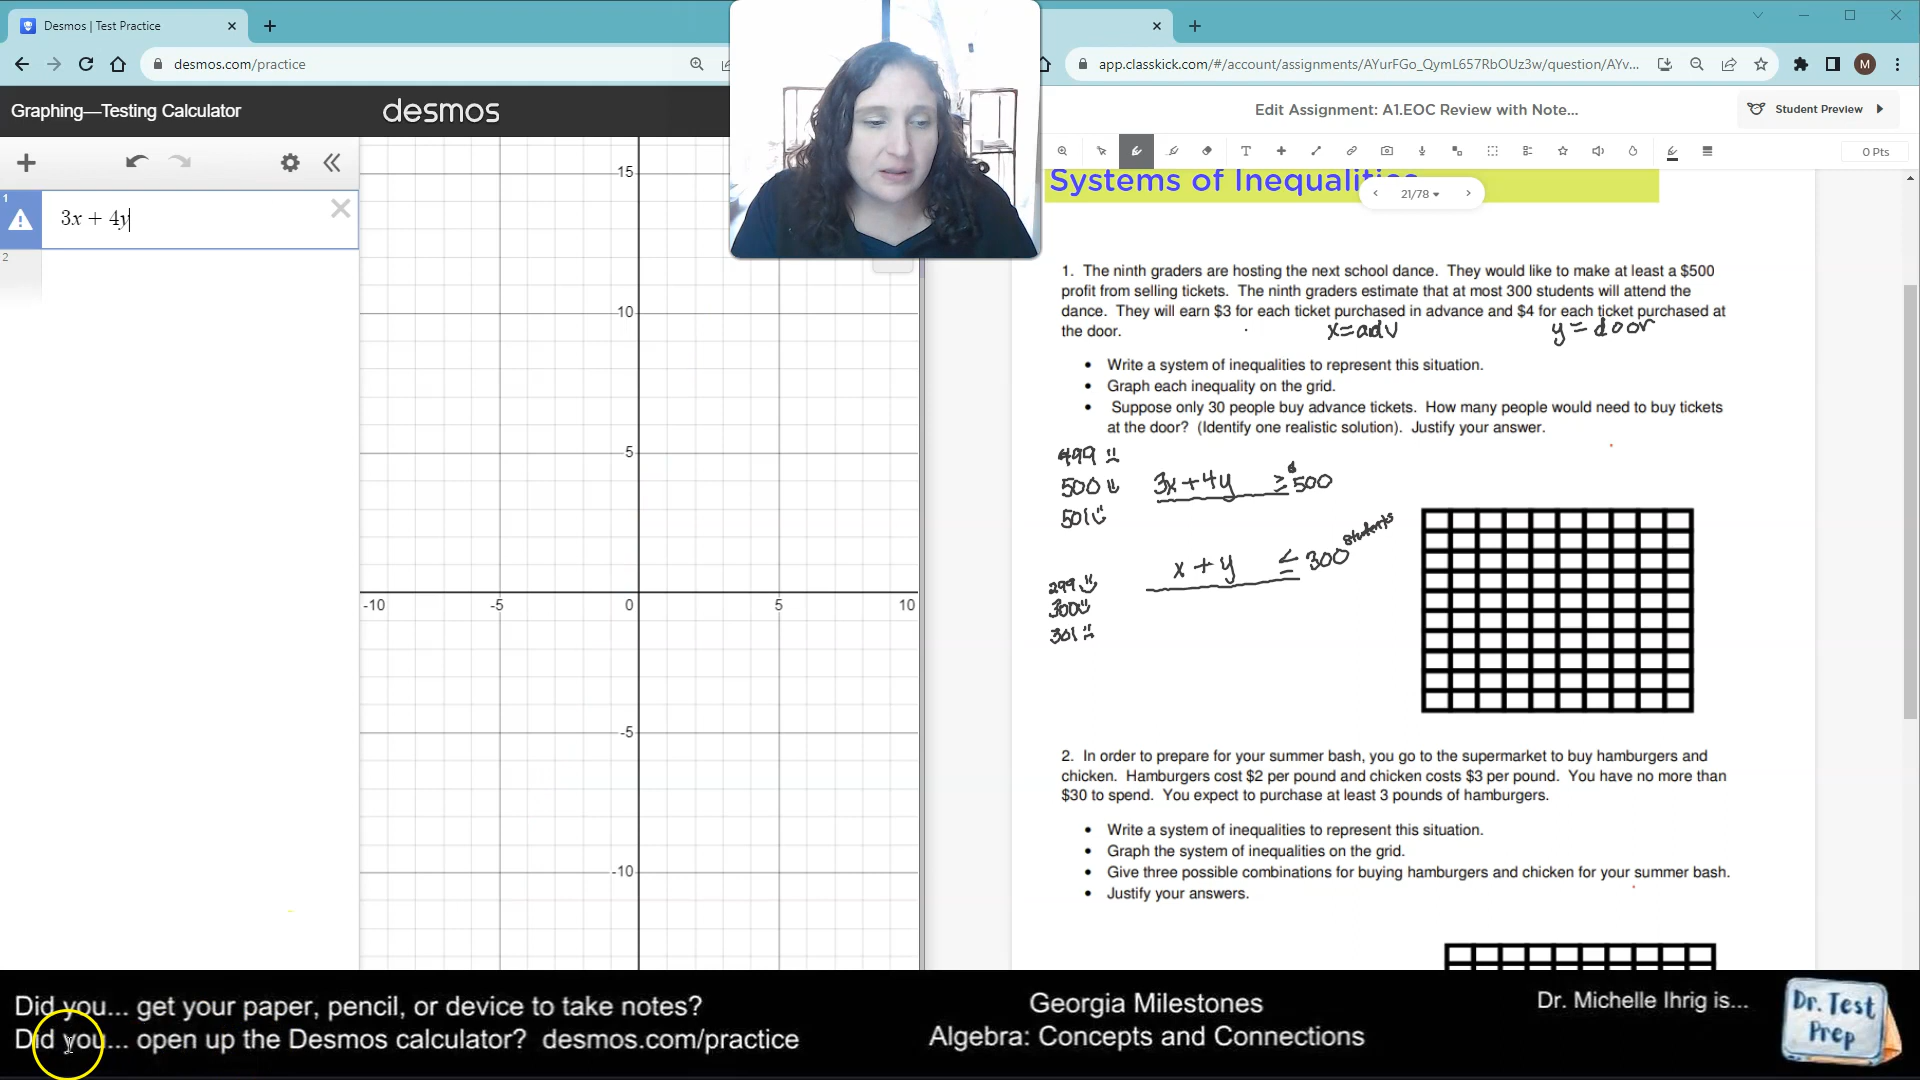 Desmos | Test Practice
desmos.com/practice
app.classkick.com/#/account/assignments/AYurFGo_QymL657RbOUz3w/question/AYv...
M
Graphing—Testing Calculator
desmos
Edit Assignment: A1.EOC Review with Note...
Student Preview
0 Pts
1
3x + 4y
2
15
10
5
-10
-5
0
5
10
-5
-10
Systems of Inequalities
21/78
1. The ninth graders are hosting the next school dance. They would like to make at least a $500
profit from selling tickets. The ninth graders estimate that at most 300 students will attend the
dance. They will earn $3 for each ticket purchased in advance and $4 for each ticket purchased at
the door.
x=adv
y=door
• Write a system of inequalities to represent this situation.
• Graph each inequality on the grid.
• Suppose only 30 people buy advance tickets. How many people would need to buy tickets
at the door? (Identify one realistic solution). Justify your answer.
499
500
501
3x+4y ≥ $500
x+y ≤ 300 students
299
300
301
2. In order to prepare for your summer bash, you go to the supermarket to buy hamburgers and
chicken. Hamburgers cost $2 per pound and chicken costs $3 per pound. You have no more than
$30 to spend. You expect to purchase at least 3 pounds of hamburgers.
• Write a system of inequalities to represent this situation.
• Graph the system of inequalities on the grid.
• Give three possible combinations for buying hamburgers and chicken for your summer bash.
• Justify your answers.
Did you... get your paper, pencil, or device to take notes?
Did you... open up the Desmos calculator? desmos.com/practice
Georgia Milestones
Algebra: Concepts and Connections
Dr. Michelle Ihrig is...
Dr. Test
Prep